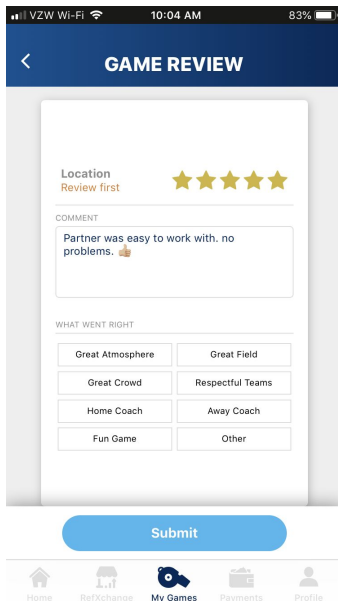 VZW Wi-Fi 10:04 AM 83%
GAME REVIEW
Location
Review first
COMMENT
Partner was easy to work with. no
problems. 👍🏼
WHAT WENT RIGHT
Great Atmosphere Great Field
Great Crowd Respectful Teams
Home Coach Away Coach
Fun Game Other
Submit
Home RefXchange My Games Payments Profile